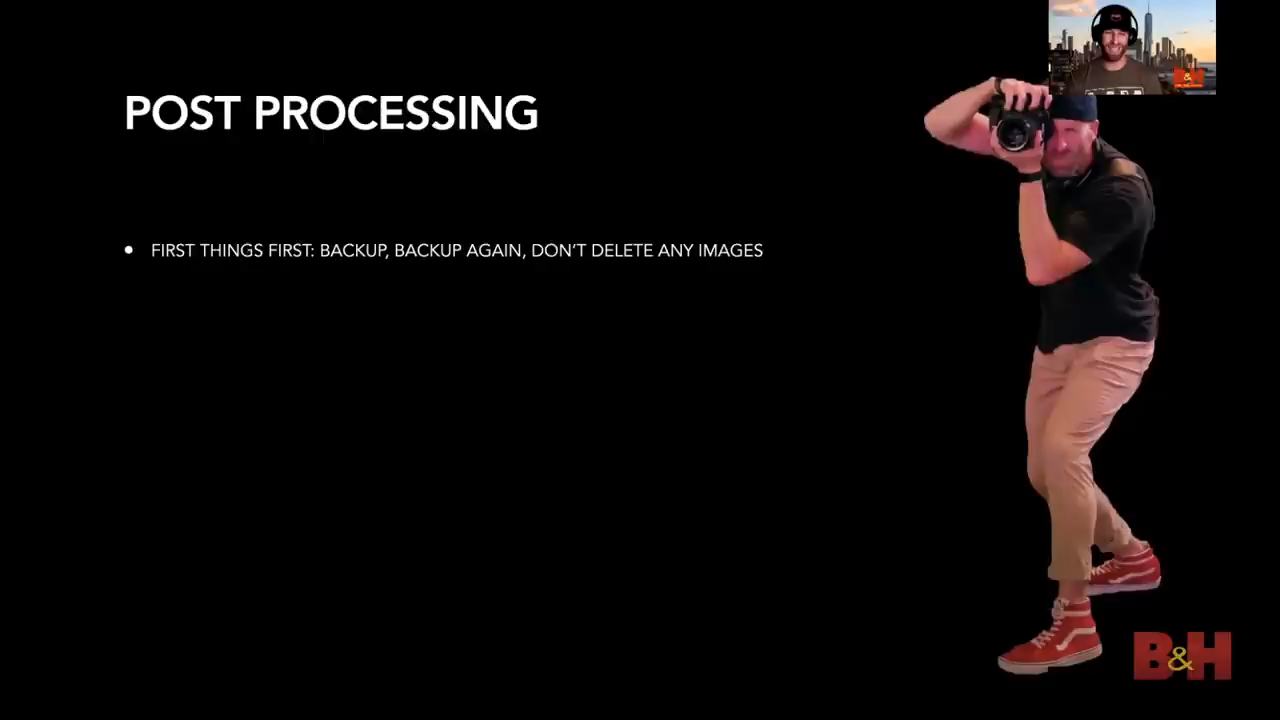 POST PROCESSING
• FIRST THINGS FIRST: BACKUP, BACKUP AGAIN, DON’T DELETE ANY IMAGES
B&H
B&H